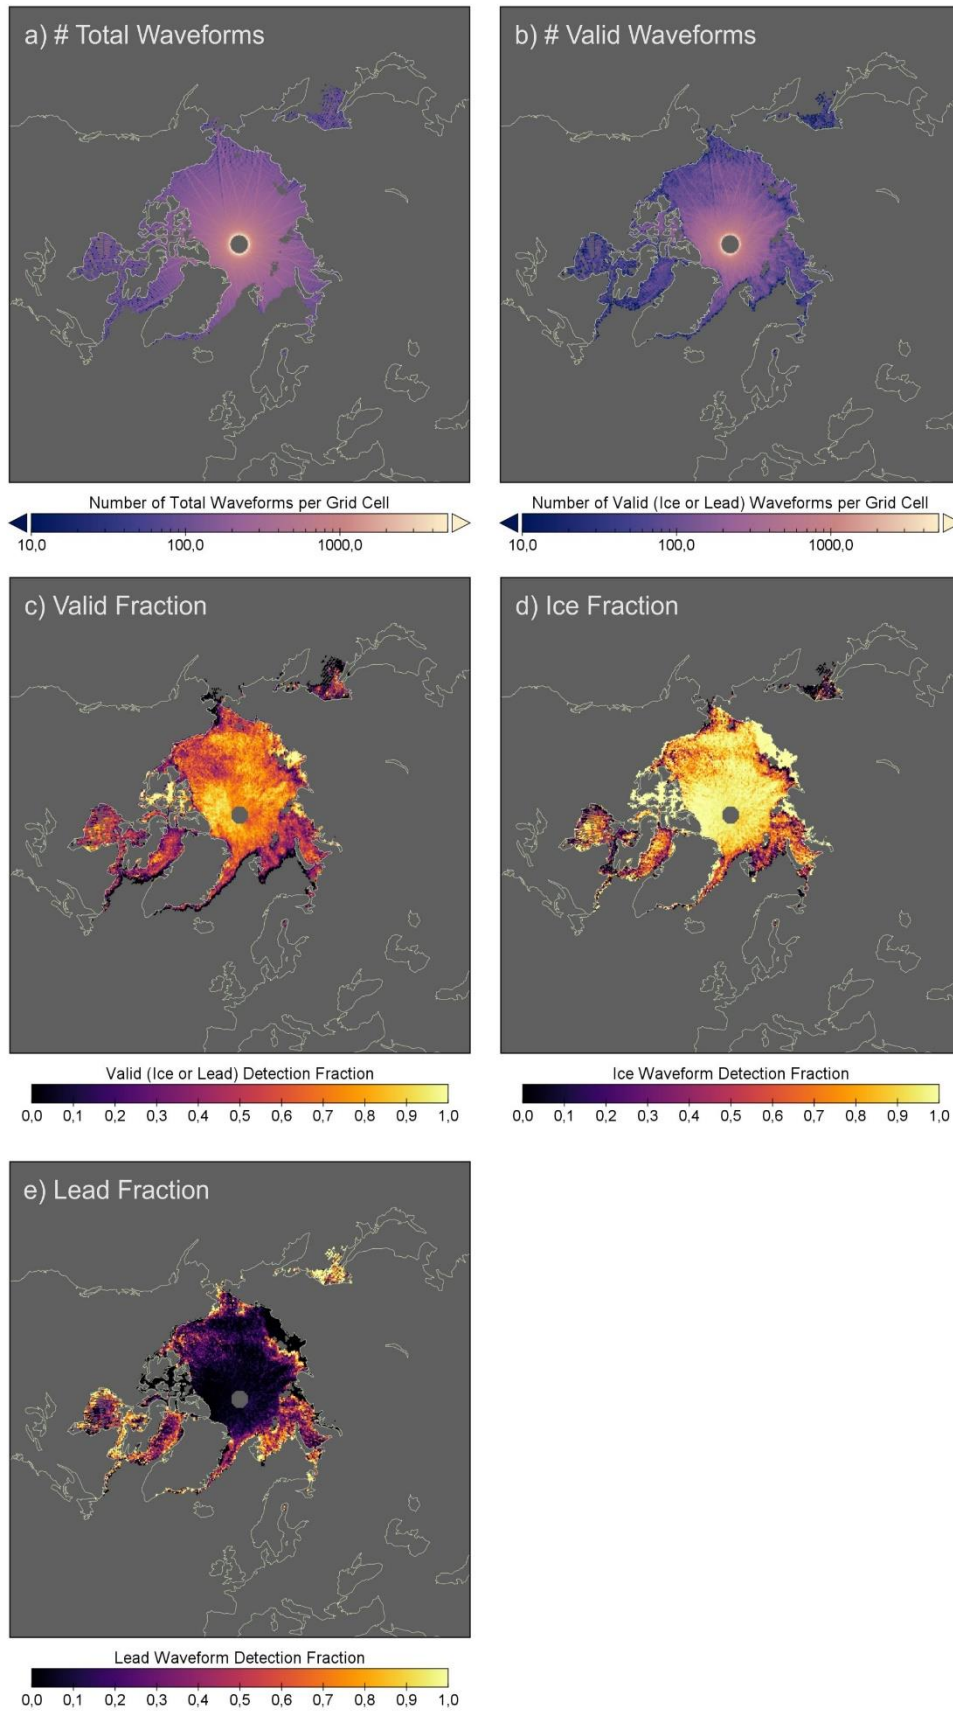 a) # Total Waveforms
b) # Valid Waveforms
Number of Total Waveforms per Grid Cell
10,0 100,0 1000,0
Number of Valid (Ice or Lead) Waveforms per Grid Cell
10,0 100,0 1000,0
c) Valid Fraction
d) Ice Fraction
Valid (Ice or Lead) Detection Fraction
0,0 0,1 0,2 0,3 0,4 0,5 0,6 0,7 0,8 0,9 1,0
Ice Waveform Detection Fraction
0,0 0,1 0,2 0,3 0,4 0,5 0,6 0,7 0,8 0,9 1,0
e) Lead Fraction
Lead Waveform Detection Fraction
0,0 0,1 0,2 0,3 0,4 0,5 0,6 0,7 0,8 0,9 1,0